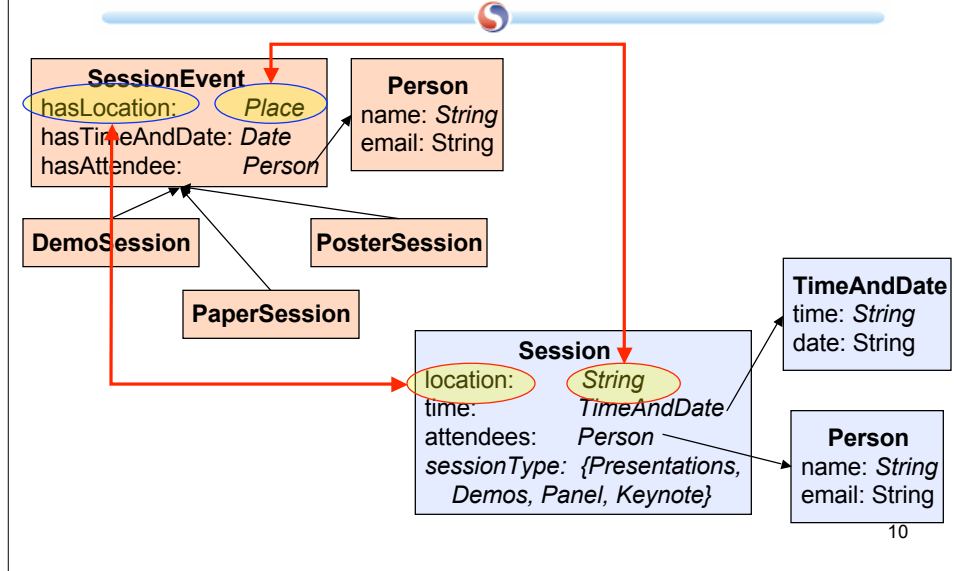 SessionEvent
hasLocation: Place
hasTimeAndDate: Date
hasAttendee: Person
Person
name: String
email: String
DemoSession
PosterSession
PaperSession
TimeAndDate
time: String
date: String
Session
location: String
time: TimeAndDate
attendees: Person
sessionType: {Presentations,
Demos, Panel, Keynote}
Person
name: String
email: String
10